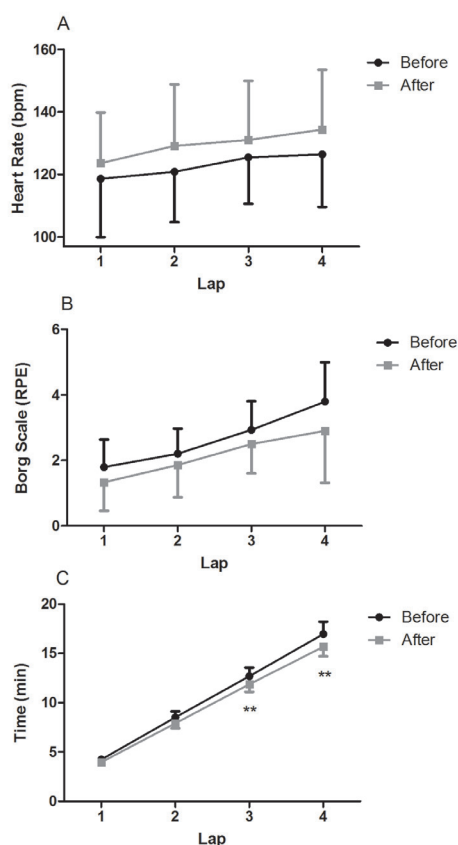 A
160
140
120
100
Heart Rate (bpm)
1 2 3 4
Lap
Before
After
B
6
4
2
0
Borg Scale (RPE)
1 2 3 4
Lap
Before
After
C
20
15
10
5
0
Time (min)
** **
1 2 3 4
Lap
Before
After